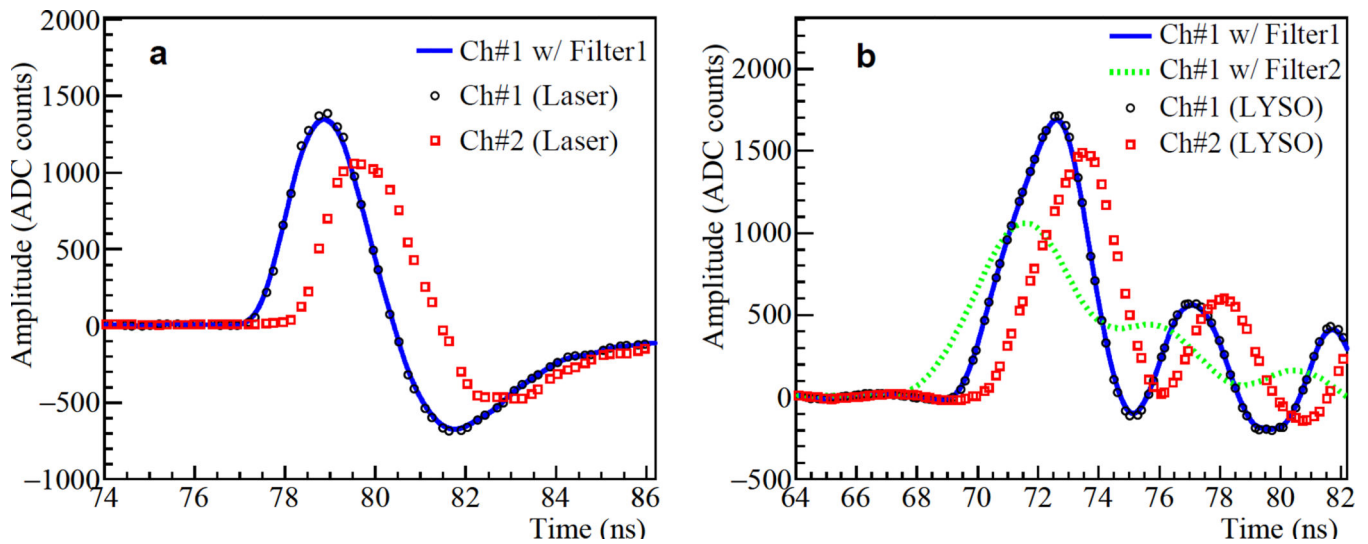 a
Ch#1 w/ Filter1
Ch#1 (Laser)
Ch#2 (Laser)
Amplitude (ADC counts)
2000
1500
1000
500
0
−500
−1000
74
76
78
80
82
84
86
Time (ns)
b
Ch#1 w/ Filter1
Ch#1 w/ Filter2
Ch#1 (LYSO)
Ch#2 (LYSO)
Amplitude (ADC counts)
2000
1500
1000
500
0
−500
64
66
68
70
72
74
76
78
80
82
Time (ns)